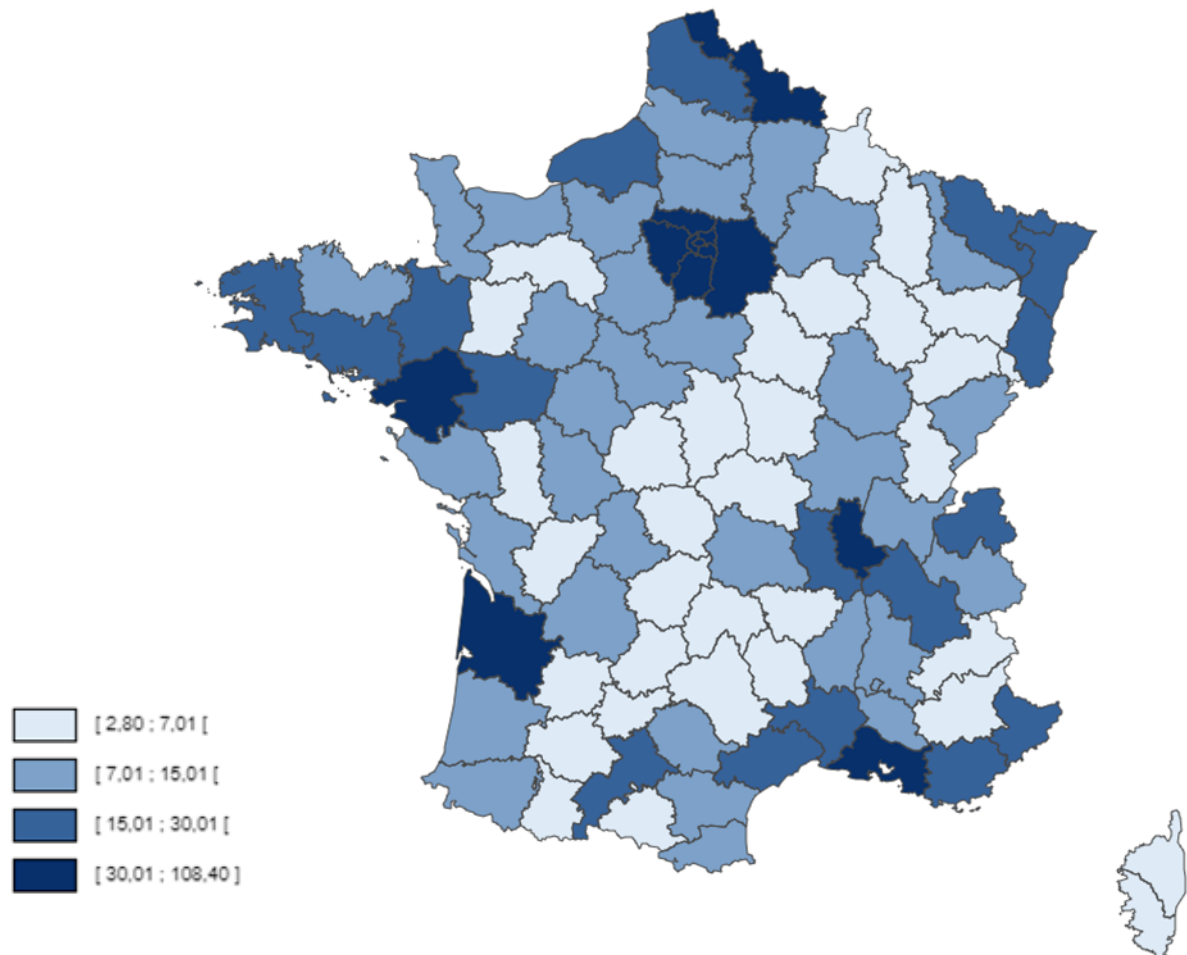 [ 2,80 ; 7,01 [
[ 7,01 ; 15,01 [
[ 15,01 ; 30,01 [
[ 30,01 ; 108,40 ]